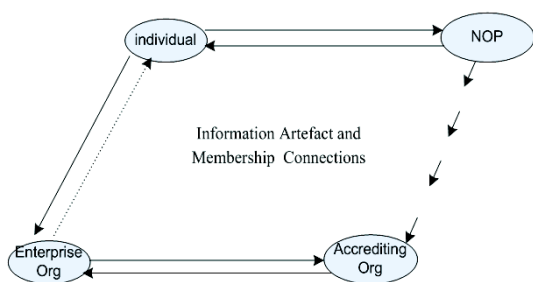 individual
NOP
Information Artefact and
Membership Connections
Enterprise
Org
Accrediting
Org